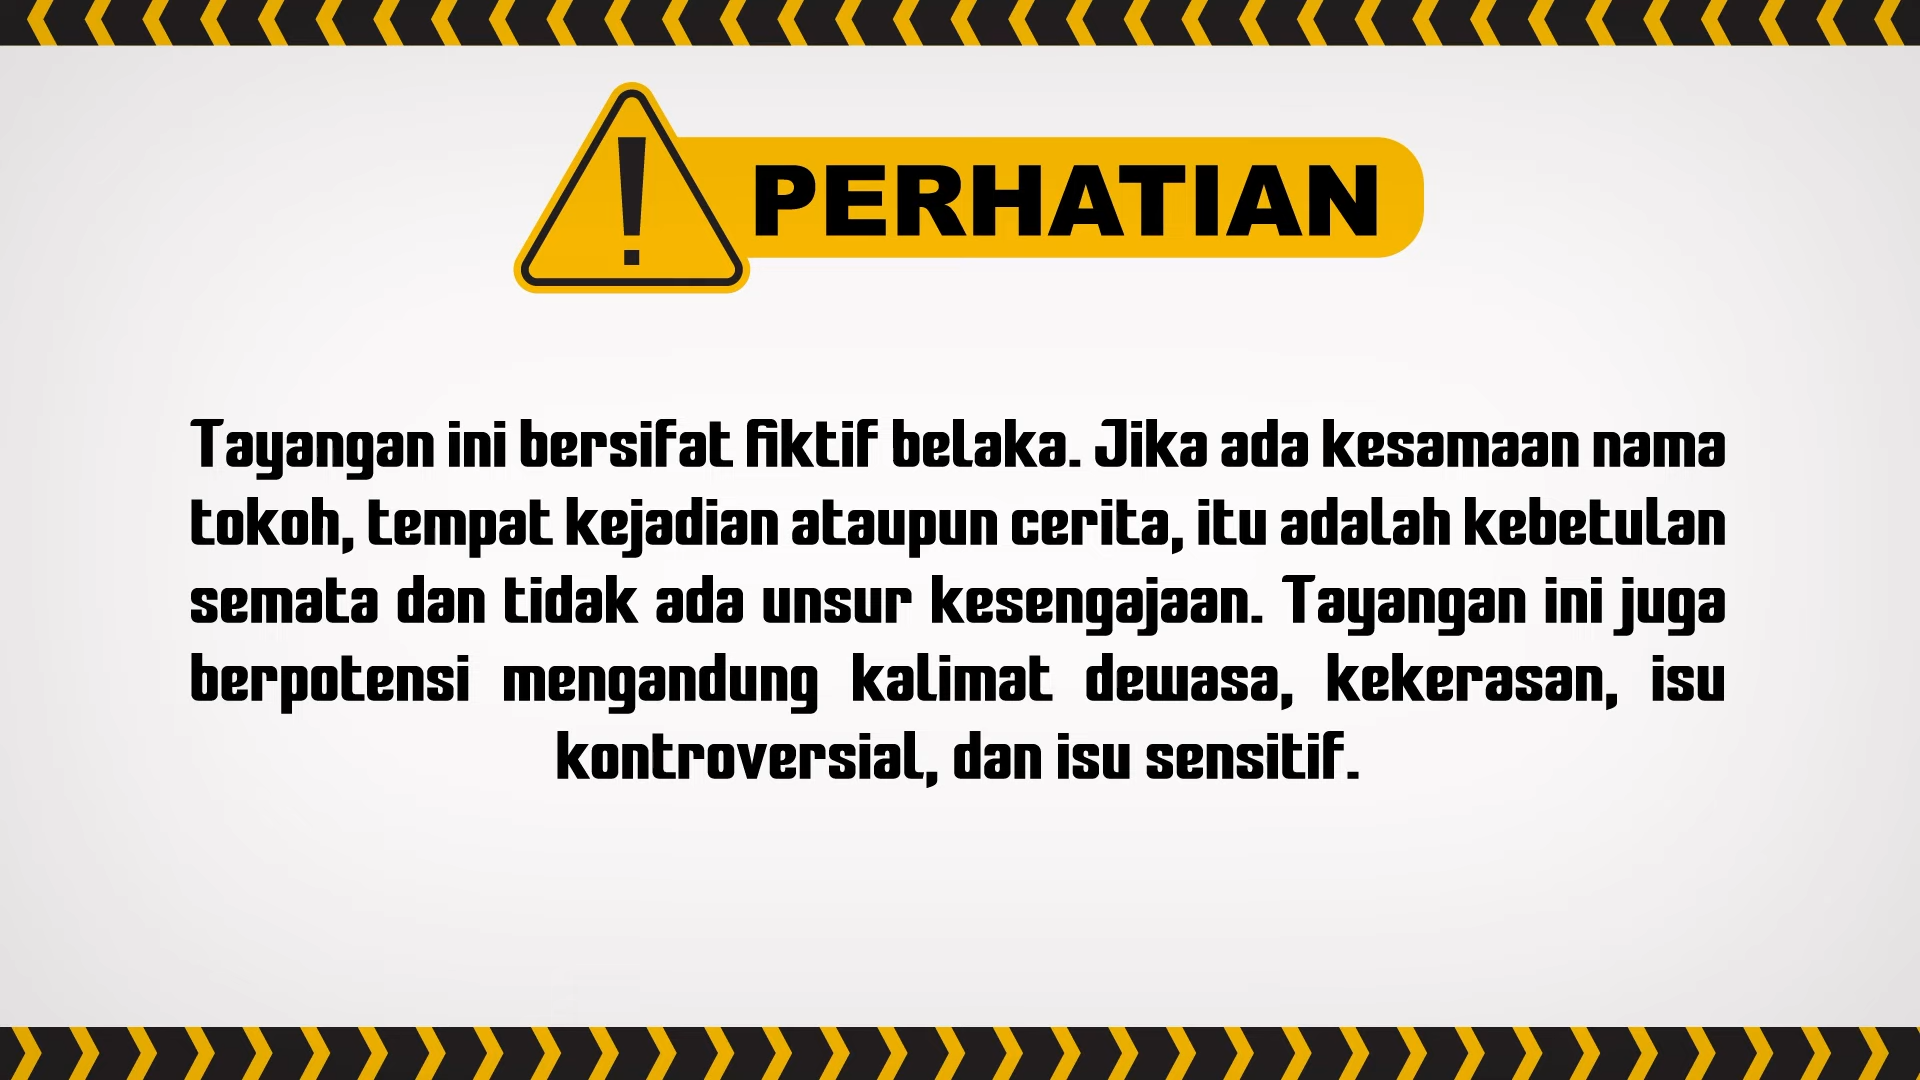 PERHATIAN
Tayangan ini bersifat fiktif belaka. Jika ada kesamaan nama
tokoh, tempat kejadian ataupun cerita, itu adalah kebetulan
semata dan tidak ada unsur kesengajaan. Tayangan ini juga
berpotensi mengandung kalimat dewasa, kekerasan, isu
kontroversial, dan isu sensitif.